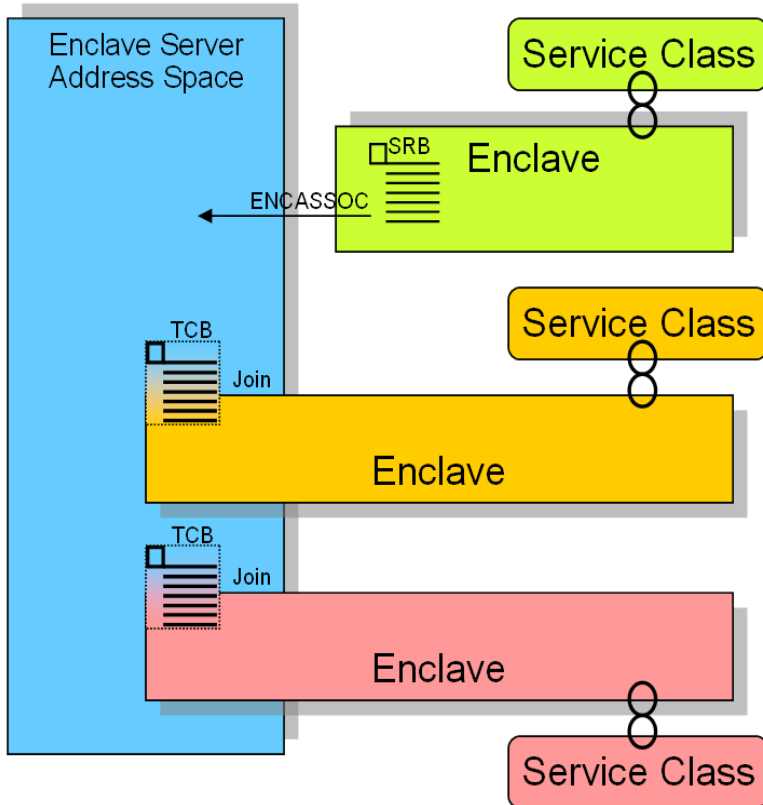 Enclave Server
Address Space
Service Class
SRB
Enclave
ENCASSOC
Service Class
TCB
Join
Enclave
TCB
Join
Enclave
Service Class